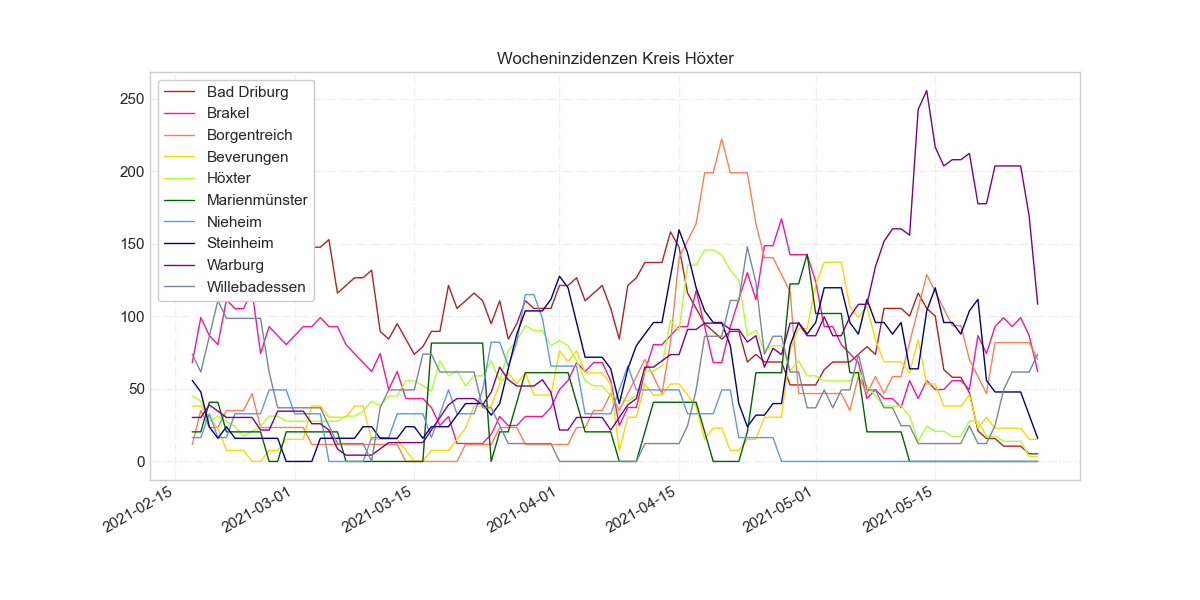 Wocheninzidenzen Kreis Höxter
250
200
150
100
50
0
Bad Driburg
Brakel
Borgentreich
Beverungen
Höxter
Marienmünster
Nieheim
Steinheim
Warburg
Willebadessen
2021-02-15
2021-03-01
2021-03-15
2021-04-01
2021-04-15
2021-05-01
2021-05-15